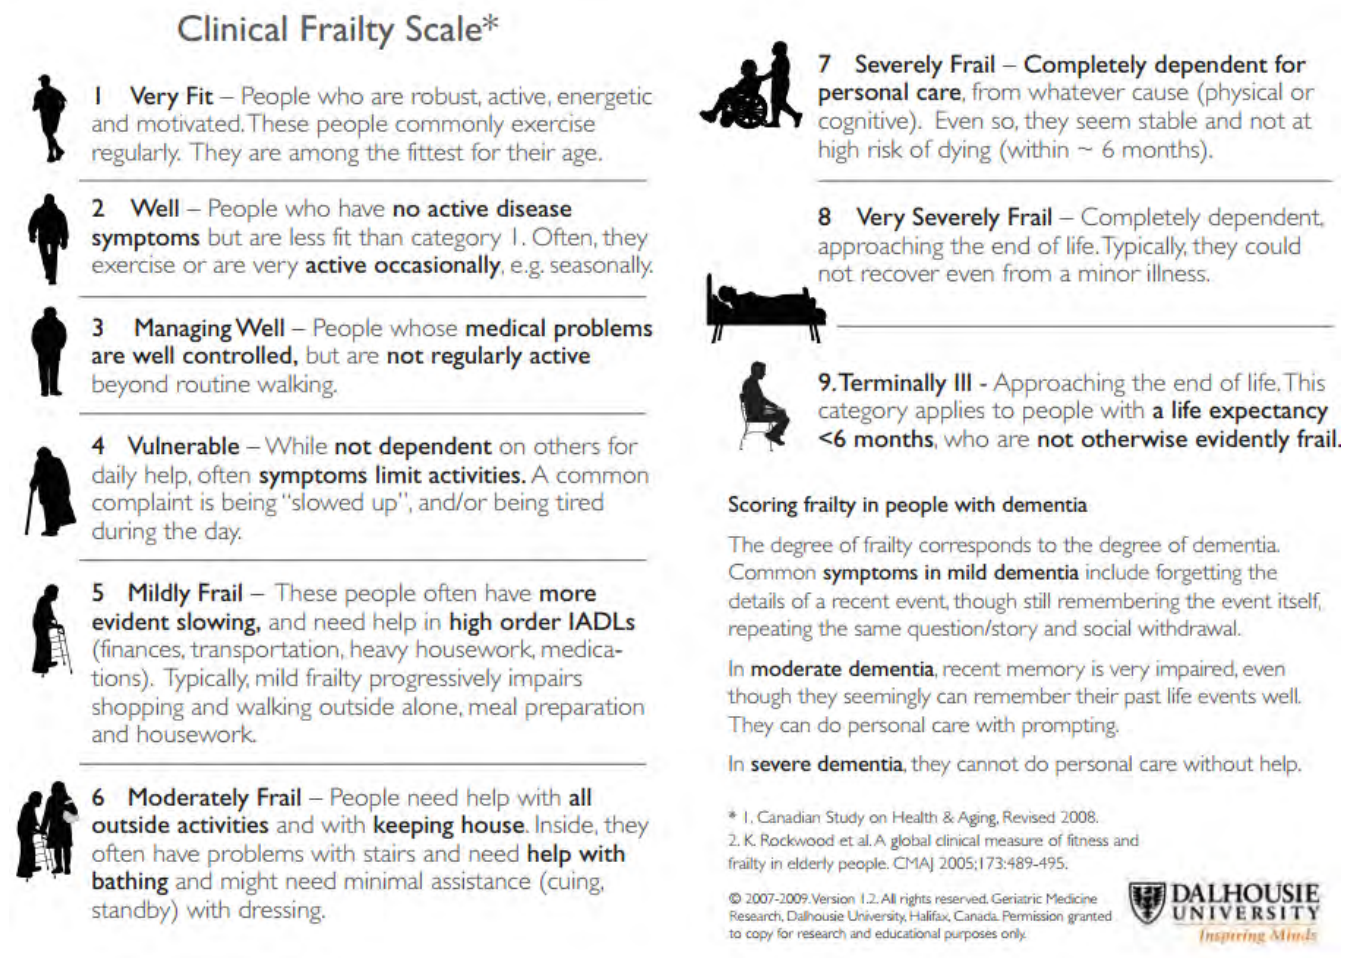 Clinical Frailty Scale*
1 Very Fit – People who are robust, active, energetic
and motivated. These people commonly exercise
regularly. They are among the fittest for their age.
2 Well – People who have no active disease
symptoms but are less fit than category 1. Often, they
exercise or are very active occasionally, e.g. seasonally.
3 Managing Well – People whose medical problems
are well controlled, but are not regularly active
beyond routine walking.
4 Vulnerable – While not dependent on others for
daily help, often symptoms limit activities. A common
complaint is being "slowed up", and/or being tired
during the day.
5 Mildly Frail – These people often have more
evident slowing, and need help in high order IADLs
(finances, transportation, heavy housework, medica-
tions). Typically, mild frailty progressively impairs
shopping and walking outside alone, meal preparation
and housework.
6 Moderately Frail – People need help with all
outside activities and with keeping house. Inside, they
often have problems with stairs and need help with
bathing and might need minimal assistance (cuing,
standby) with dressing.
7 Severely Frail – Completely dependent for
personal care, from whatever cause (physical or
cognitive). Even so, they seem stable and not at
high risk of dying (within ~ 6 months).
8 Very Severely Frail – Completely dependent,
approaching the end of life. Typically, they could
not recover even from a minor illness.
9. Terminally Ill - Approaching the end of life. This
category applies to people with a life expectancy
<6 months, who are not otherwise evidently frail.
Scoring frailty in people with dementia
The degree of frailty corresponds to the degree of dementia.
Common symptoms in mild dementia include forgetting the
details of a recent event, though still remembering the event itself,
repeating the same question/story and social withdrawal.
In moderate dementia, recent memory is very impaired, even
though they seemingly can remember their past life events well.
They can do personal care with prompting.
In severe dementia, they cannot do personal care without help.
* 1. Canadian Study on Health & Aging, Revised 2008.
2. K. Rockwood et al. A global clinical measure of fitness and
frailty in elderly people. CMAJ 2005;173:489-495.
© 2007-2009. Version 1.2. All rights reserved. Geriatric Medicine
Research, Dalhousie University, Halifax, Canada. Permission granted
to copy for research and educational purposes only.
DALHOUSIE
UNIVERSITY
Inspiring Minds